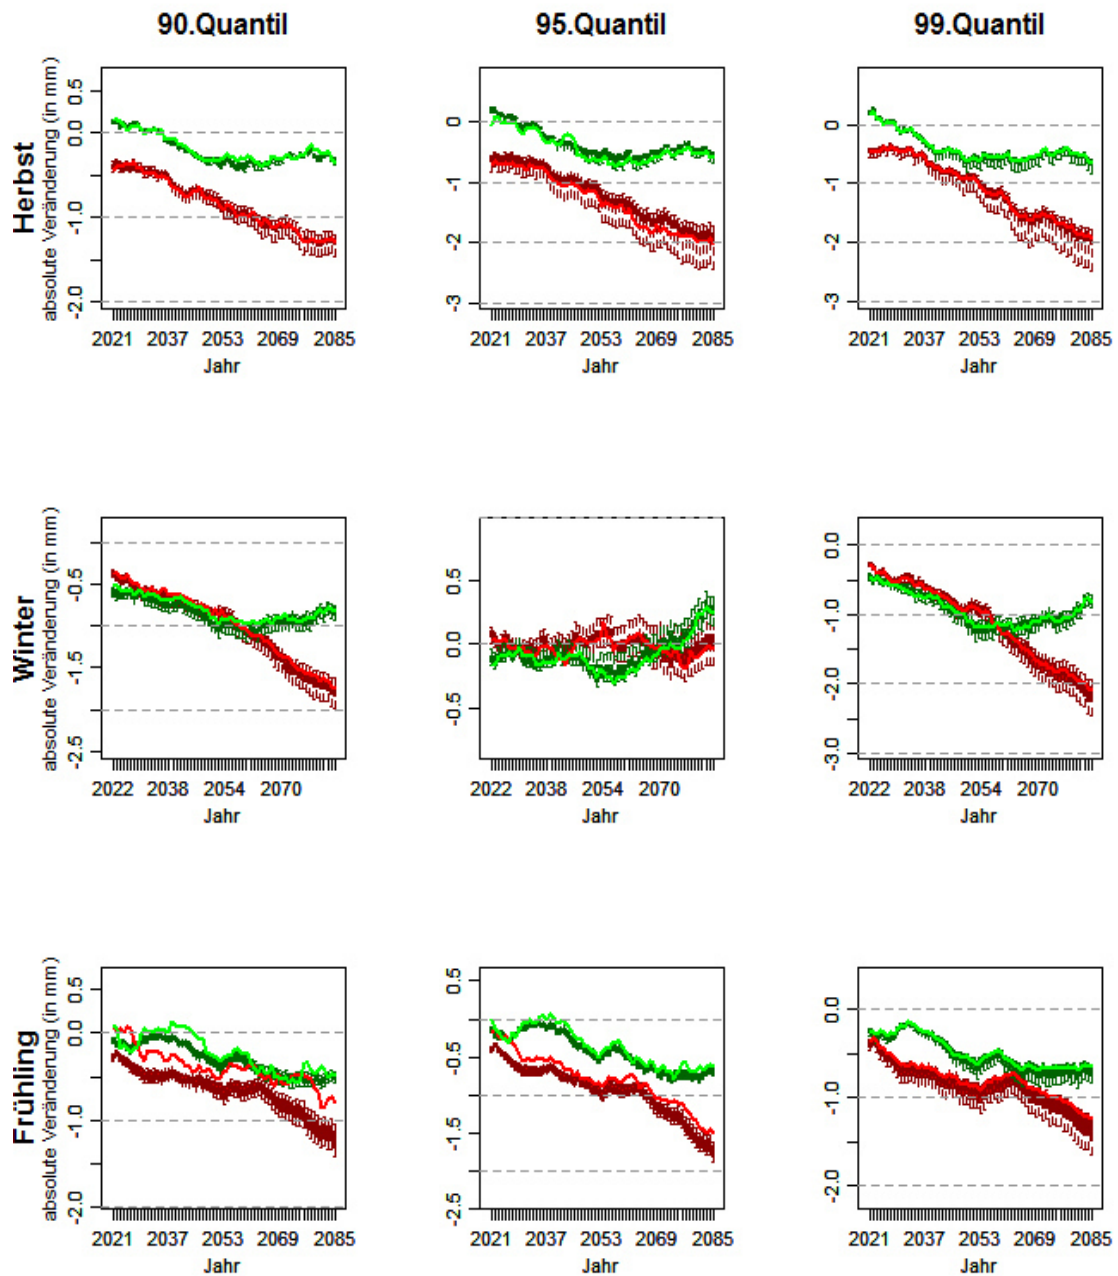 90.Quantil 95.Quantil 99.Quantil
Herbst
absolute Veränderung (in mm)
0.5
0.0
-1.0
-2.0
2021 2037 2053 2069 2085
Jahr
0
-1
-2
-3
2021 2037 2053 2069 2085
Jahr
0
-1
-2
-3
2021 2037 2053 2069 2085
Jahr
Winter
absolute Veränderung (in mm)
-0.5
-1.5
-2.5
2022 2038 2054 2070
Jahr
0.5
0.0
-0.5
2022 2038 2054 2070
Jahr
0.0
-1.0
-2.0
-3.0
2022 2038 2054 2070
Jahr
Frühling
absolute Veränderung (in mm)
0.5
0.0
-1.0
-2.0
2021 2037 2053 2069 2085
Jahr
0.5
-0.5
-1.5
-2.5
2021 2037 2053 2069 2085
Jahr
0.0
-1.0
-2.0
2021 2037 2053 2069 2085
Jahr